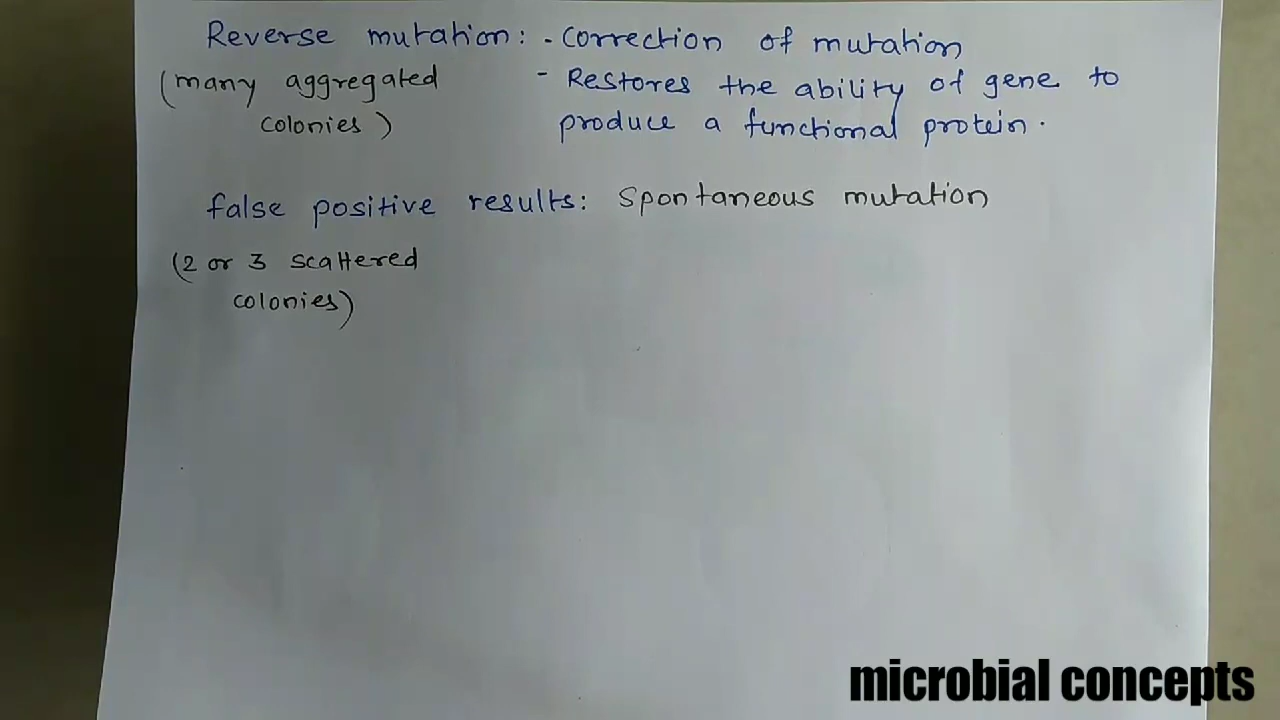 Reverse mutation: - correction of mutation
(many aggregated colonies)
- Restores the ability of gene to
produce a functional protein.
false positive results: spontaneous mutation
(2 or 3 scattered
colonies)
microbial concepts